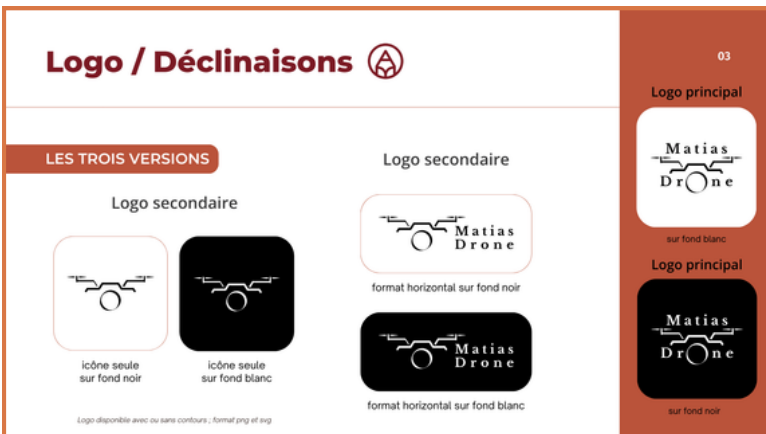 Logo / Déclinaisons
03
LES TROIS VERSIONS
Logo secondaire
icône seule
sur fond noir
icône seule
sur fond blanc
Logo disponible avec ou sans contours ; format png et svg
Logo secondaire
Matias
Drone
format horizontal sur fond noir
Matias
Drone
format horizontal sur fond blanc
Logo principal
Matias
Drone
sur fond blanc
Logo principal
Matias
Drone
sur fond noir